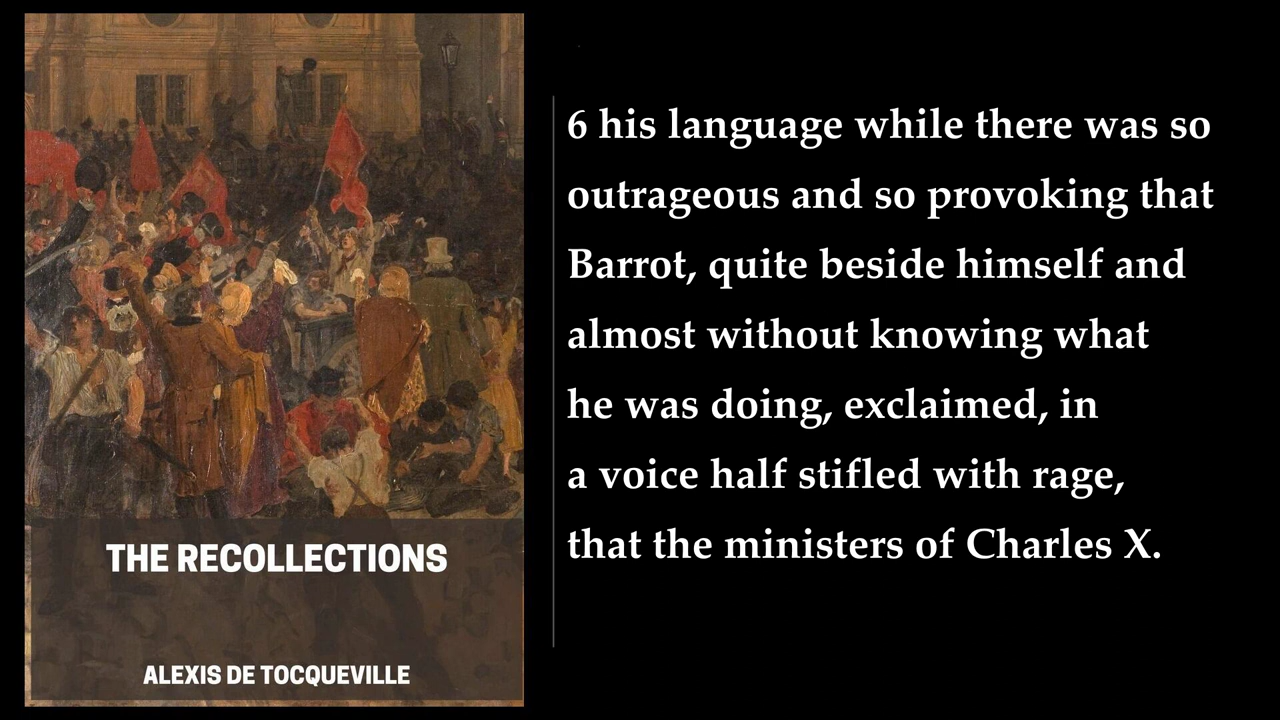 THE RECOLLECTIONS
ALEXIS DE TOCQUEVILLE
6 his language while there was so
outrageous and so provoking that
Barrot, quite beside himself and
almost without knowing what
he was doing, exclaimed, in
a voice half stifled with rage,
that the ministers of Charles X.